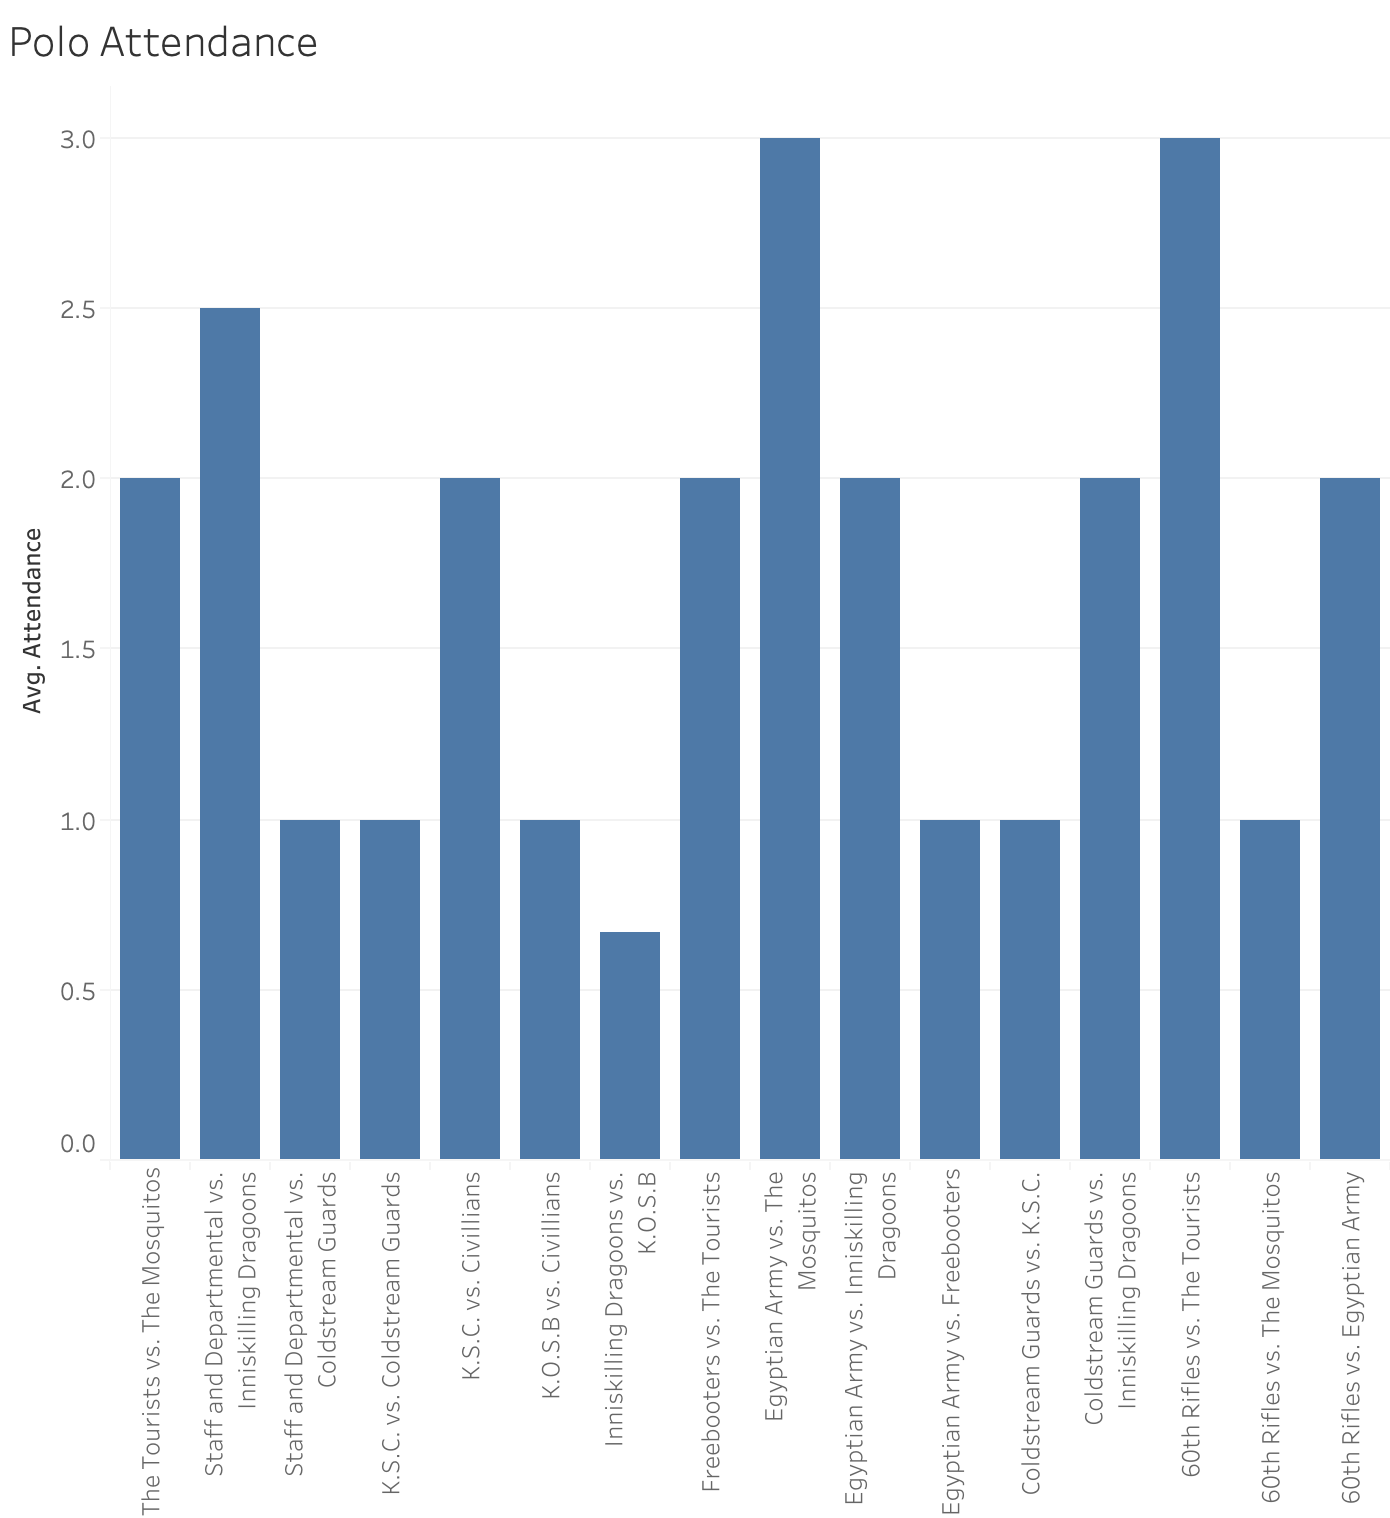 Polo Attendance
Avg. Attendance
3.0
2.5
2.0
1.5
1.0
0.5
0.0
The Tourists vs. The Mosquitos
Staff and Departmental vs.
Inniskilling Dragoons
Staff and Departmental vs.
Coldstream Guards
K.S.C. vs. Coldstream Guards
K.S.C. vs. Civillians
K.O.S.B vs. Civillians
Inniskilling Dragoons vs.
K.O.S.B
Freebooters vs. The Tourists
Egyptian Army vs. The
Mosquitos
Egyptian Army vs. Inniskilling
Dragoons
Egyptian Army vs. Freebooters
Coldstream Guards vs. K.S.C.
Coldstream Guards vs.
Inniskilling Dragoons
60th Rifles vs. The Tourists
60th Rifles vs. The Mosquitos
60th Rifles vs. Egyptian Army